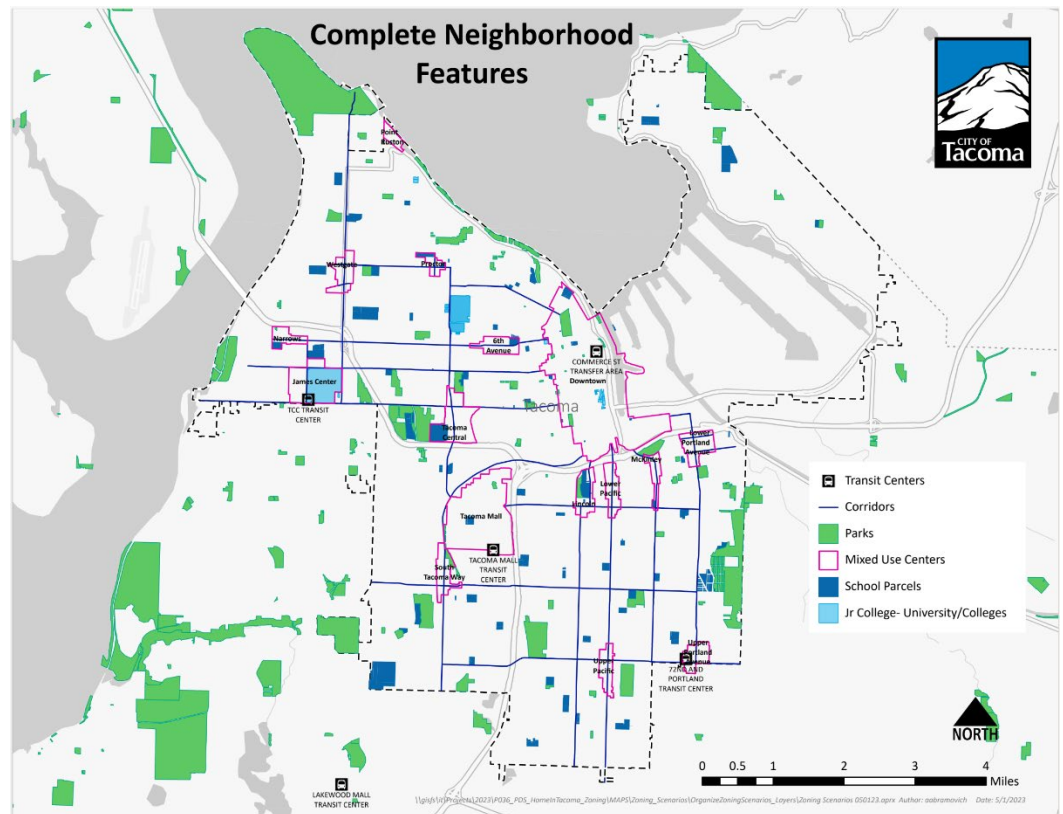 Complete Neighborhood
Features
CITY OF
Tacoma
Point
Ruston
Westgate
Proctor
Narrows
6th
Avenue
COMMERCE ST
TRANSFER AREA
Downtown
James Center
TCC TRANSIT
CENTER
Tacoma
Tacoma
Central
Lower
Portland
Avenue
McKinley
Lower
Pacific
Lincoln
Tacoma Mall
TACOMA MALL
TRANSIT
CENTER
South
Tacoma Way
Upper
Pacific
Upper
Portland
Avenue
72ND AND
PORTLAND
TRANSIT CENTER
LAKEWOOD MALL
TRANSIT CENTER
Transit Centers
Corridors
Parks
Mixed Use Centers
School Parcels
Jr College- University/Colleges
NORTH
0 0.5 1 2 3 4
Miles
Author: aabramovich Date: 5/1/2023